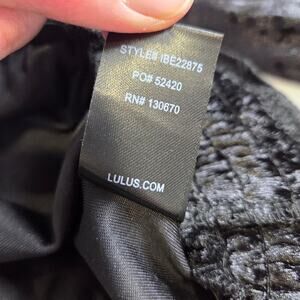 STYLE# IBE22875
PO# 52420
RN# 130670
LULUS.COM